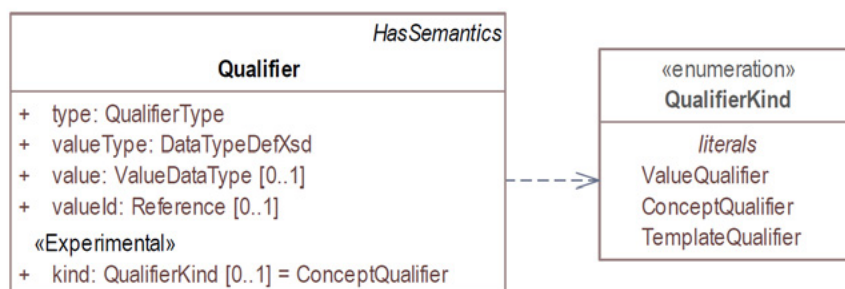 HasSemantics
Qualifier
+ type: QualifierType
+ valueType: DataTypeDefXsd
+ value: ValueDataType [0..1]
+ valueId: Reference [0..1]
«Experimental»
+ kind: QualifierKind [0..1] = ConceptQualifier
«enumeration»
QualifierKind
literals
ValueQualifier
ConceptQualifier
TemplateQualifier